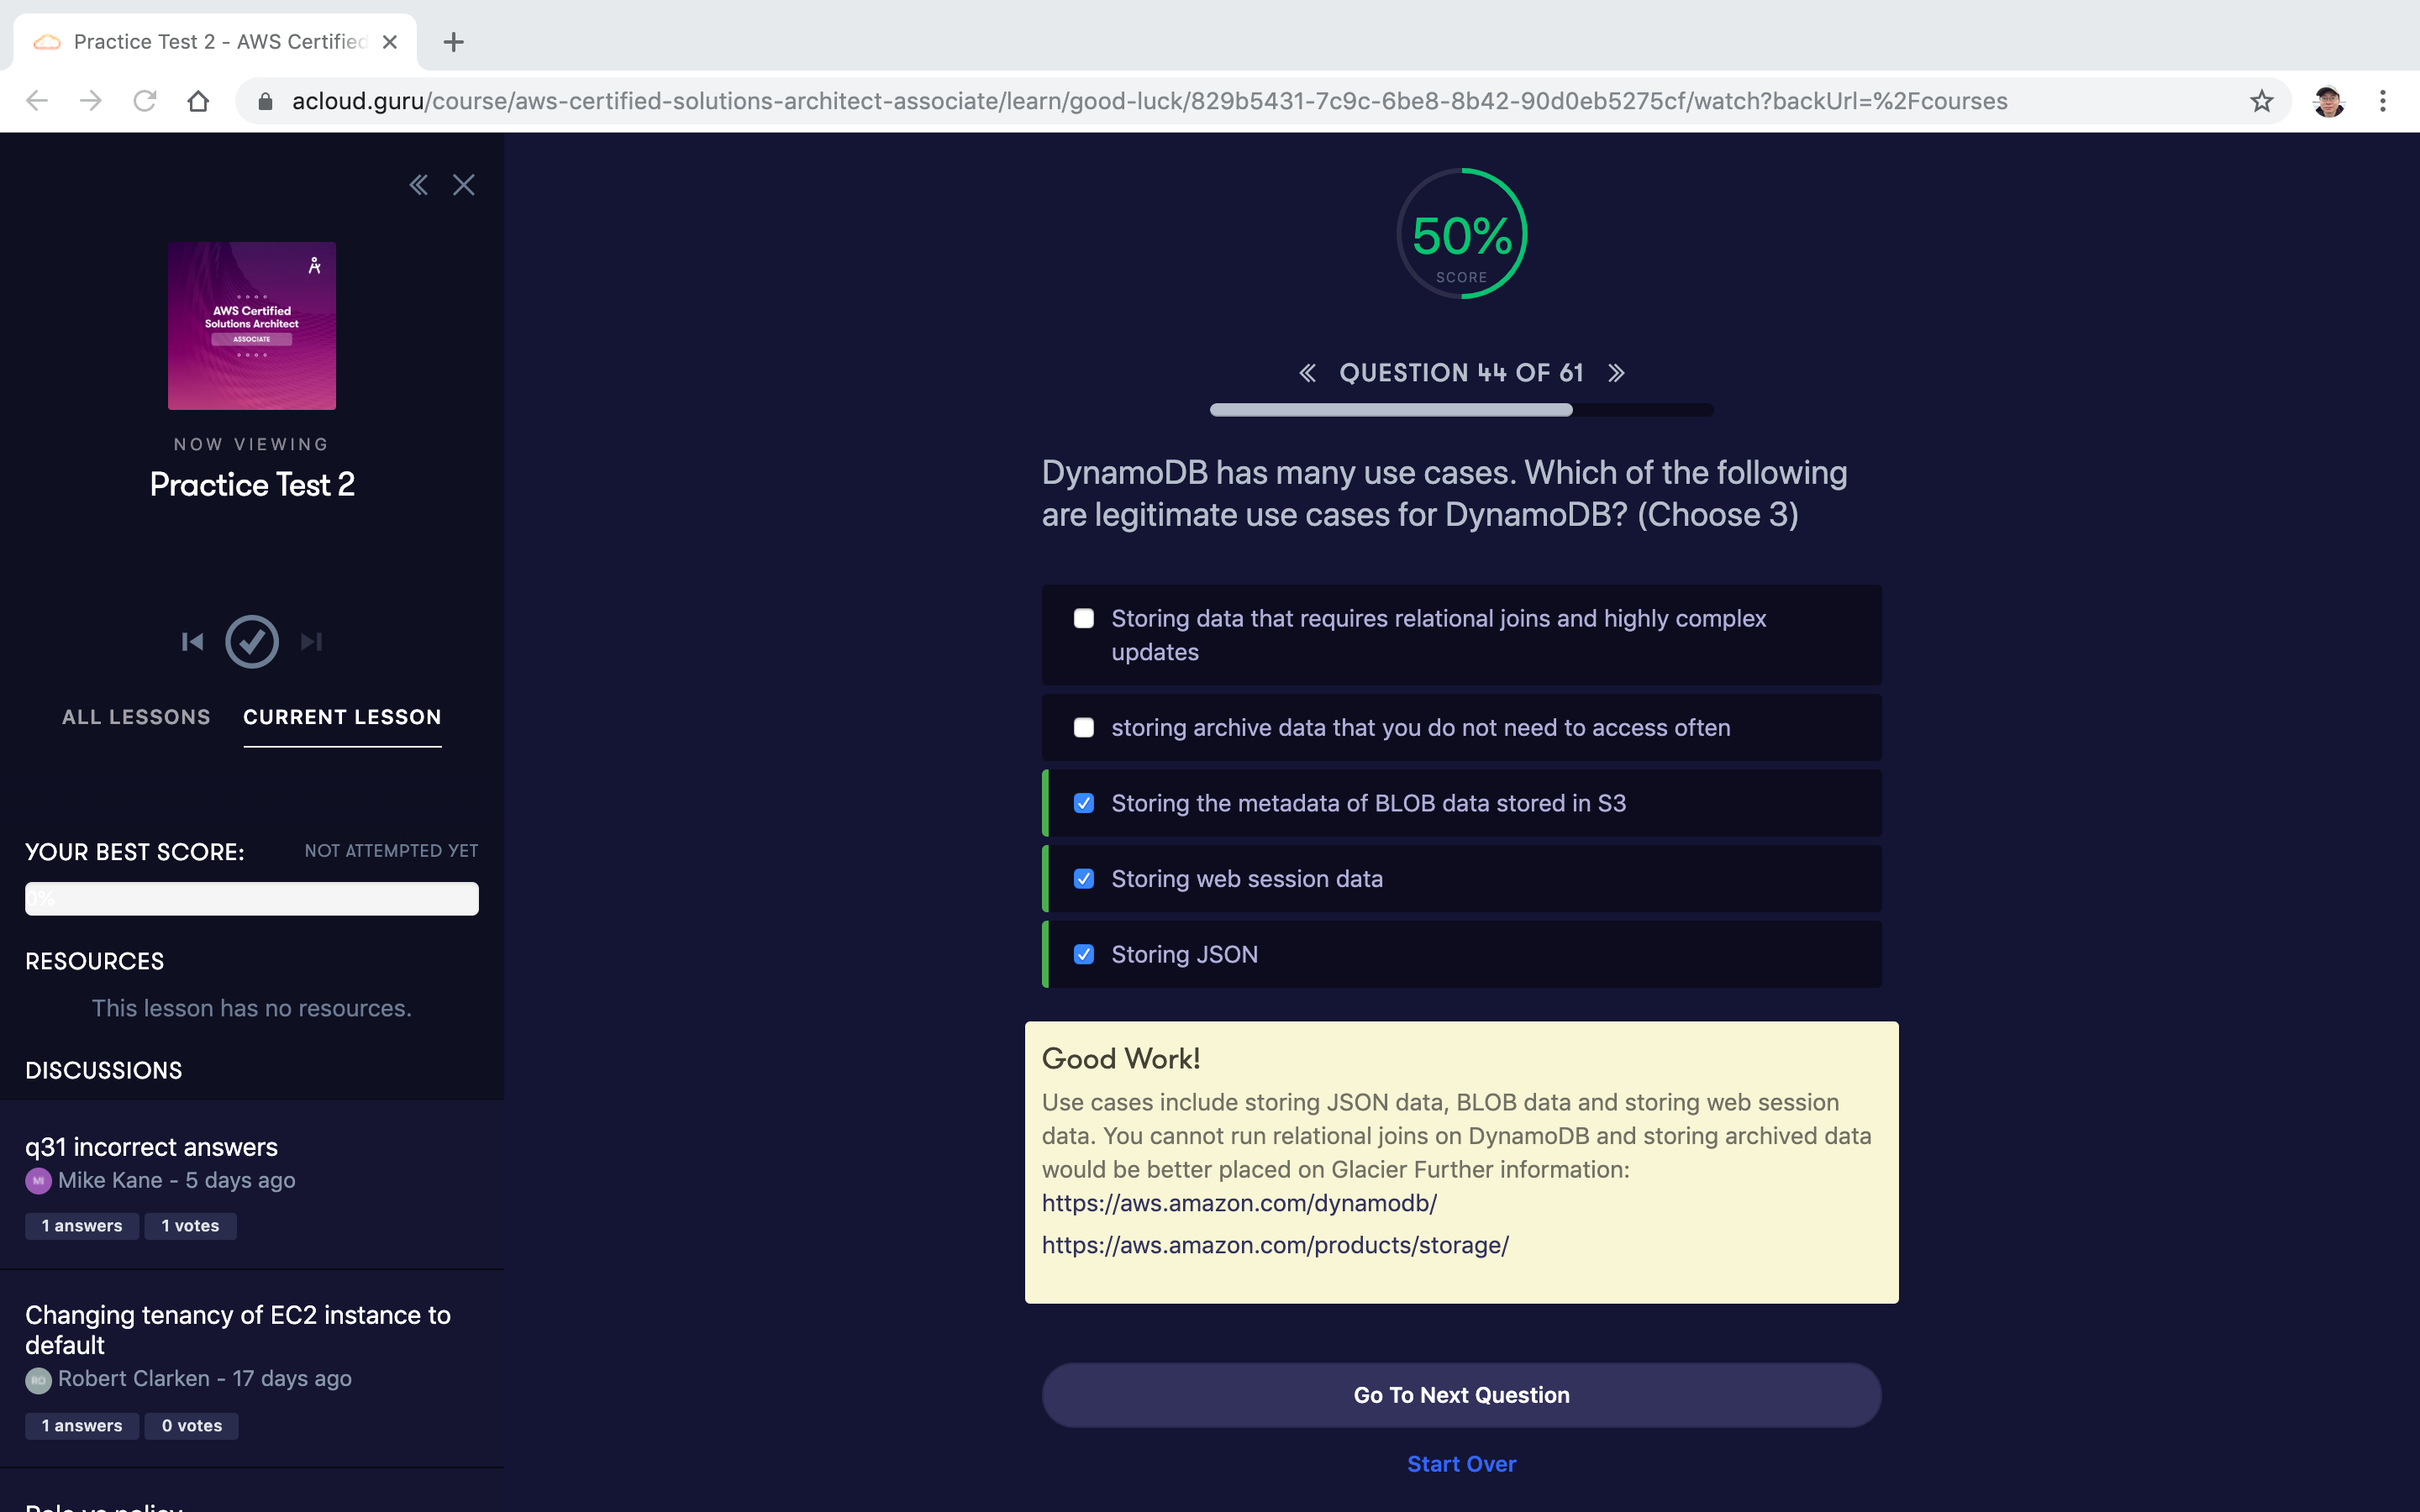 Practice Test 2 - AWS Certified
acloud.guru/course/aws-certified-solutions-architect-associate/learn/good-luck/829b5431-7c9c-6be8-8b42-90d0eb5275cf/watch?backUrl=%2Fcourses
AWS Certified
Solutions Architect
ASSOCIATE
NOW VIEWING
Practice Test 2
ALL LESSONS
CURRENT LESSON
YOUR BEST SCORE:
NOT ATTEMPTED YET
0%
RESOURCES
This lesson has no resources.
DISCUSSIONS
q31 incorrect answers
MI
Mike Kane - 5 days ago
1 answers
1 votes
Changing tenancy of EC2 instance to
default
RO
Robert Clarken - 17 days ago
1 answers
0 votes
50%
SCORE
QUESTION 44 OF 61
DynamoDB has many use cases. Which of the following
are legitimate use cases for DynamoDB? (Choose 3)
Storing data that requires relational joins and highly complex
updates
storing archive data that you do not need to access often
Storing the metadata of BLOB data stored in S3
Storing web session data
Storing JSON
Good Work!
Use cases include storing JSON data, BLOB data and storing web session
data. You cannot run relational joins on DynamoDB and storing archived data
would be better placed on Glacier Further information:
https://aws.amazon.com/dynamodb/
https://aws.amazon.com/products/storage/
Go To Next Question
Start Over